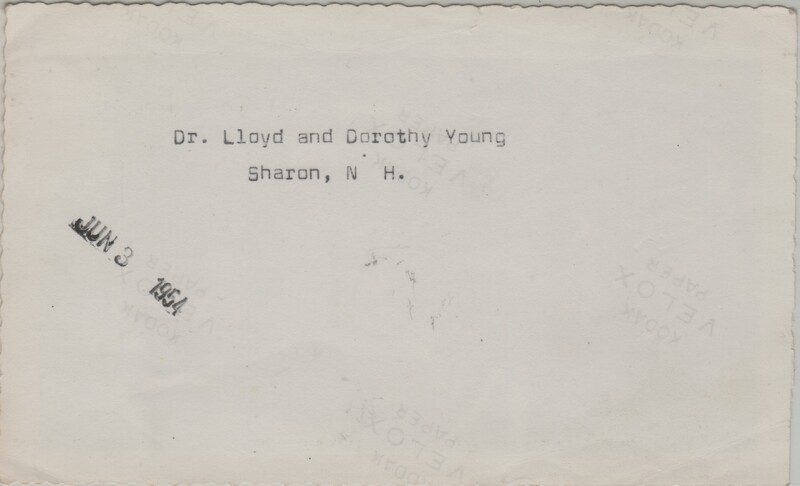 Dr. Lloyd and Dorothy Young
Sharon, N H.
JUN 3 1954
KODAK
VELOX
PAPER